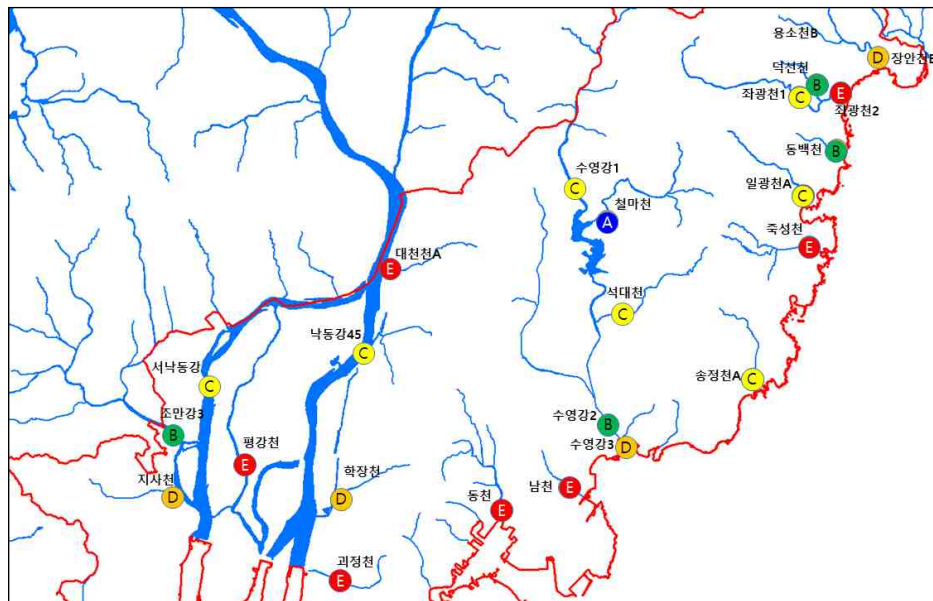 용소천B
D
장안천B
덕선천
B
E
좌광천1
C
좌광천2
동백천
B
수영강1
C
일광천A
C
철마천
A
죽성천
E
대천천A
E
석대천
C
낙동강45
C
서낙동강
C
송정천A
C
조만강3
B
수영강2
B
수영강3
D
평강천
E
지사천
D
학장천
D
동천
E
남천
E
괴정천
E